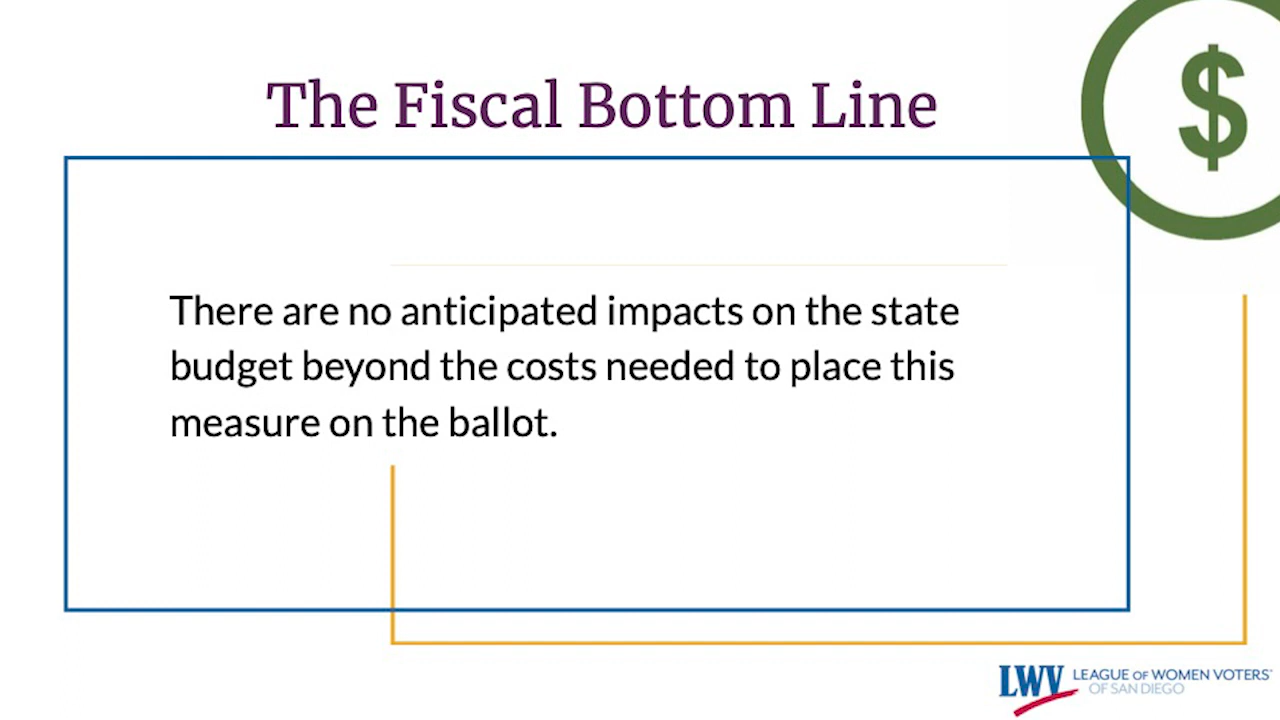 The Fiscal Bottom Line
$
There are no anticipated impacts on the state
budget beyond the costs needed to place this
measure on the ballot.
LWV LEAGUE OF WOMEN VOTERS®
OF SAN DIEGO